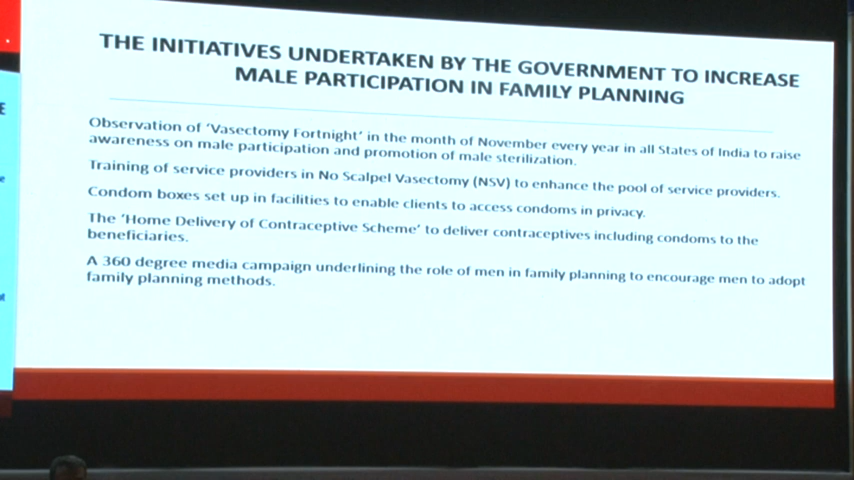 THE INITIATIVES UNDERTAKEN BY THE GOVERNMENT TO INCREASE
MALE PARTICIPATION IN FAMILY PLANNING
Observation of 'Vasectomy Fortnight' in the month of November every year in all States of India to raise
awareness on male participation and promotion of male sterilization.
Training of service providers in No Scalpel Vasectomy (NSV) to enhance the pool of service providers.
Condom boxes set up in facilities to enable clients to access condoms in privacy.
The 'Home Delivery of Contraceptive Scheme' to deliver contraceptives including condoms to the
beneficiaries.
A 360 degree media campaign underlining the role of men in family planning to encourage men to adopt
family planning methods.